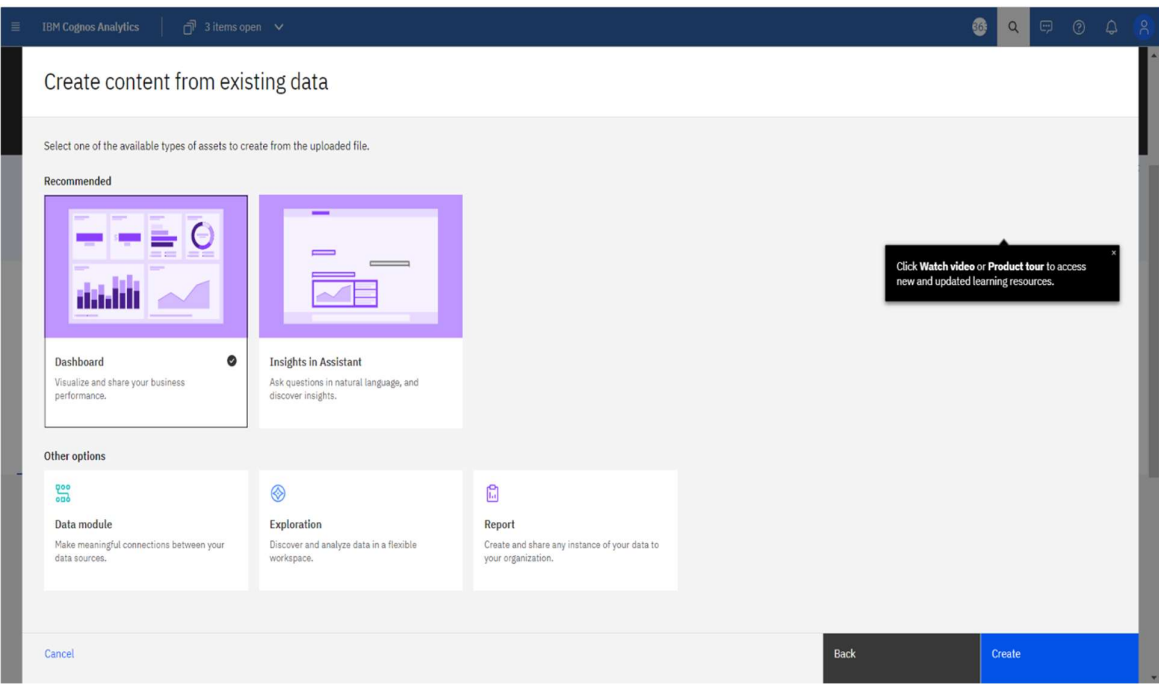 IBM Cognos Analytics
3 items open
Create content from existing data
Select one of the available types of assets to create from the uploaded file.
Recommended
Click Watch video or Product tour to access
new and updated learning resources.
Dashboard
Visualize and share your business
performance.
Insights in Assistant
Ask questions in natural language, and
discover insights.
Other options
Data module
Make meaningful connections between your
data sources.
Exploration
Discover and analyze data in a flexible
workspace.
Report
Create and share any instance of your data to
your organization.
Cancel
Back
Create